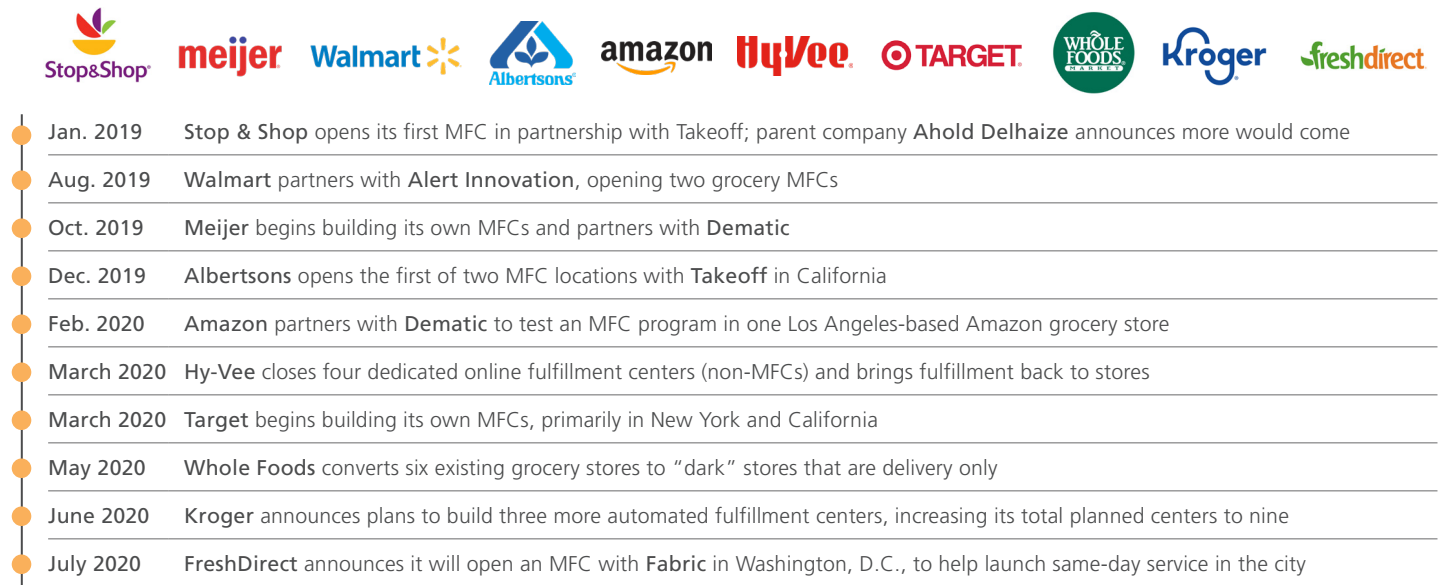 Stop&Shop
meijer
Walmart
Albertsons
amazon
HyVee
TARGET
WHOLE FOODS MARKET
Kroger
freshdirect
Jan. 2019 Stop & Shop opens its first MFC in partnership with Takeoff; parent company Ahold Delhaize announces more would come
Aug. 2019 Walmart partners with Alert Innovation, opening two grocery MFCs
Oct. 2019 Meijer begins building its own MFCs and partners with Dematic
Dec. 2019 Albertsons opens the first of two MFC locations with Takeoff in California
Feb. 2020 Amazon partners with Dematic to test an MFC program in one Los Angeles-based Amazon grocery store
March 2020 Hy-Vee closes four dedicated online fulfillment centers (non-MFCs) and brings fulfillment back to stores
March 2020 Target begins building its own MFCs, primarily in New York and California
May 2020 Whole Foods converts six existing grocery stores to “dark” stores that are delivery only
June 2020 Kroger announces plans to build three more automated fulfillment centers, increasing its total planned centers to nine
July 2020 FreshDirect announces it will open an MFC with Fabric in Washington, D.C., to help launch same-day service in the city